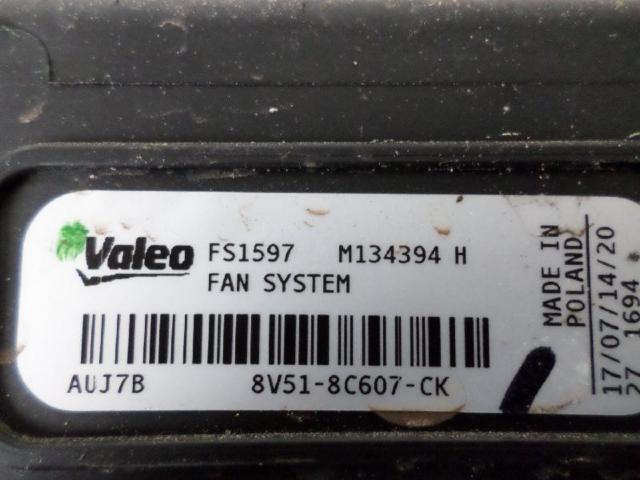 Valeo FS1597 M134394 H
FAN SYSTEM
AUJ7B 8V51-8C607-CK
MADE IN
POLAND
17/07/14/20
27 1694